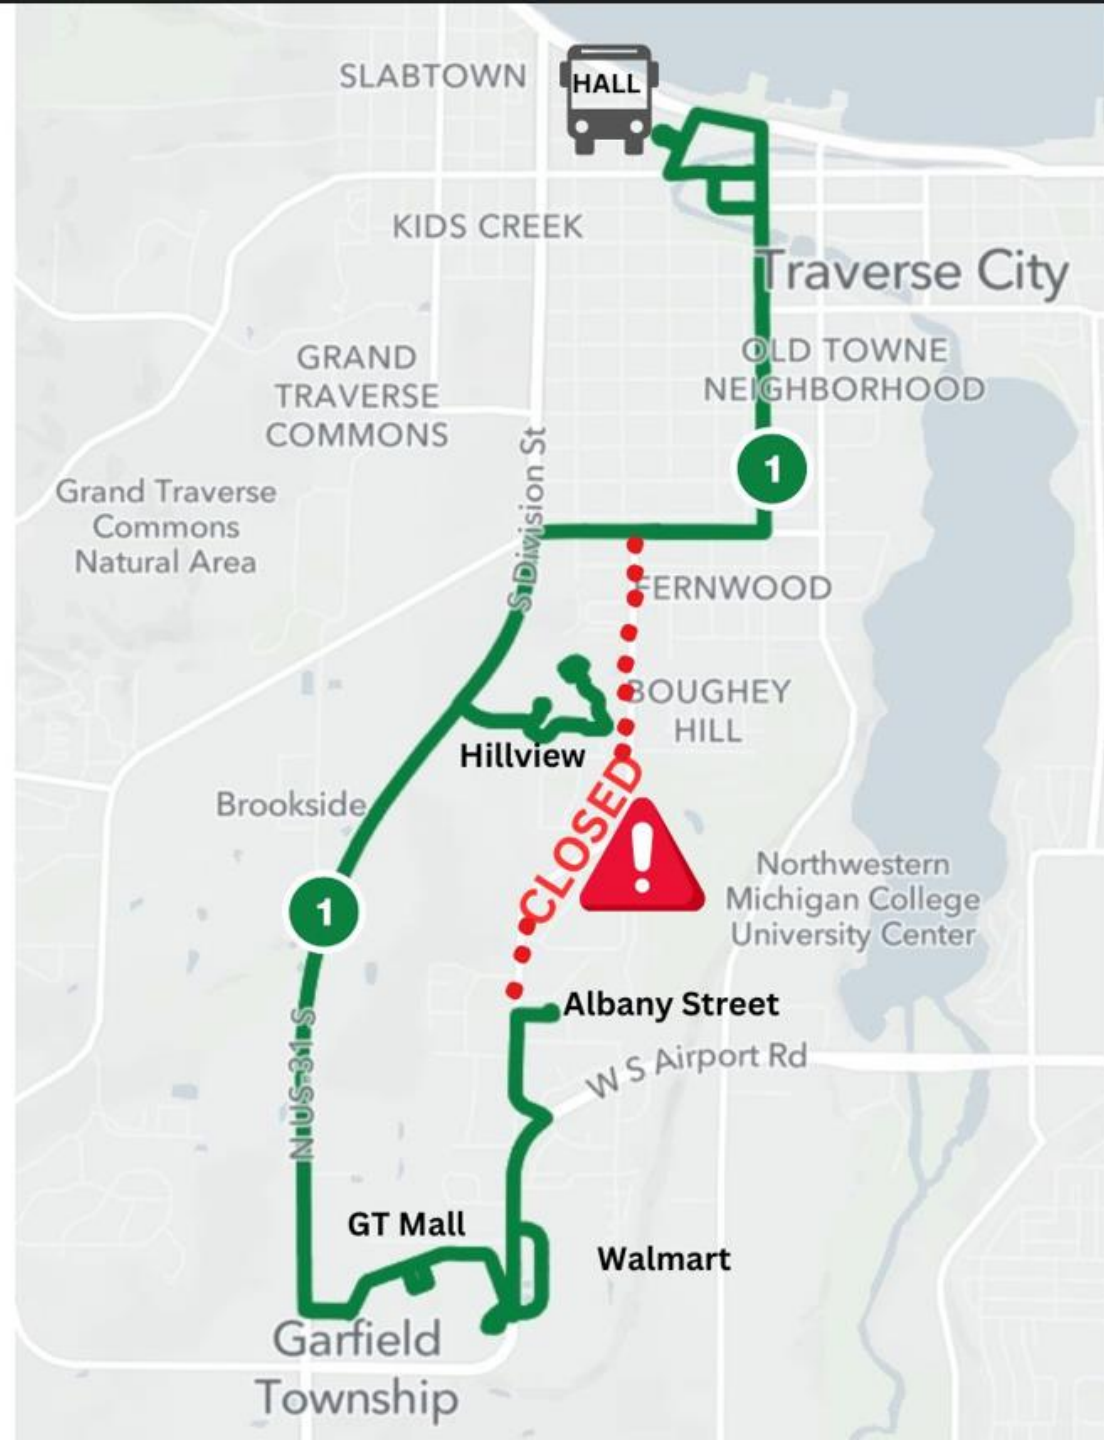 SLABTOWN
HALL
KIDS CREEK
Traverse City
GRAND
TRAVERSE
COMMONS
OLD TOWNE
NEIGHBORHOOD
S Division St
1
Grand Traverse
Commons
Natural Area
FERNWOOD
BOUGHEY
HILL
Hillview
Brookside
CLOSED
!
Northwestern
Michigan College
University Center
1
Albany Street
W S Airport Rd
N US-31 S
GT Mall
Walmart
Garfield
Township